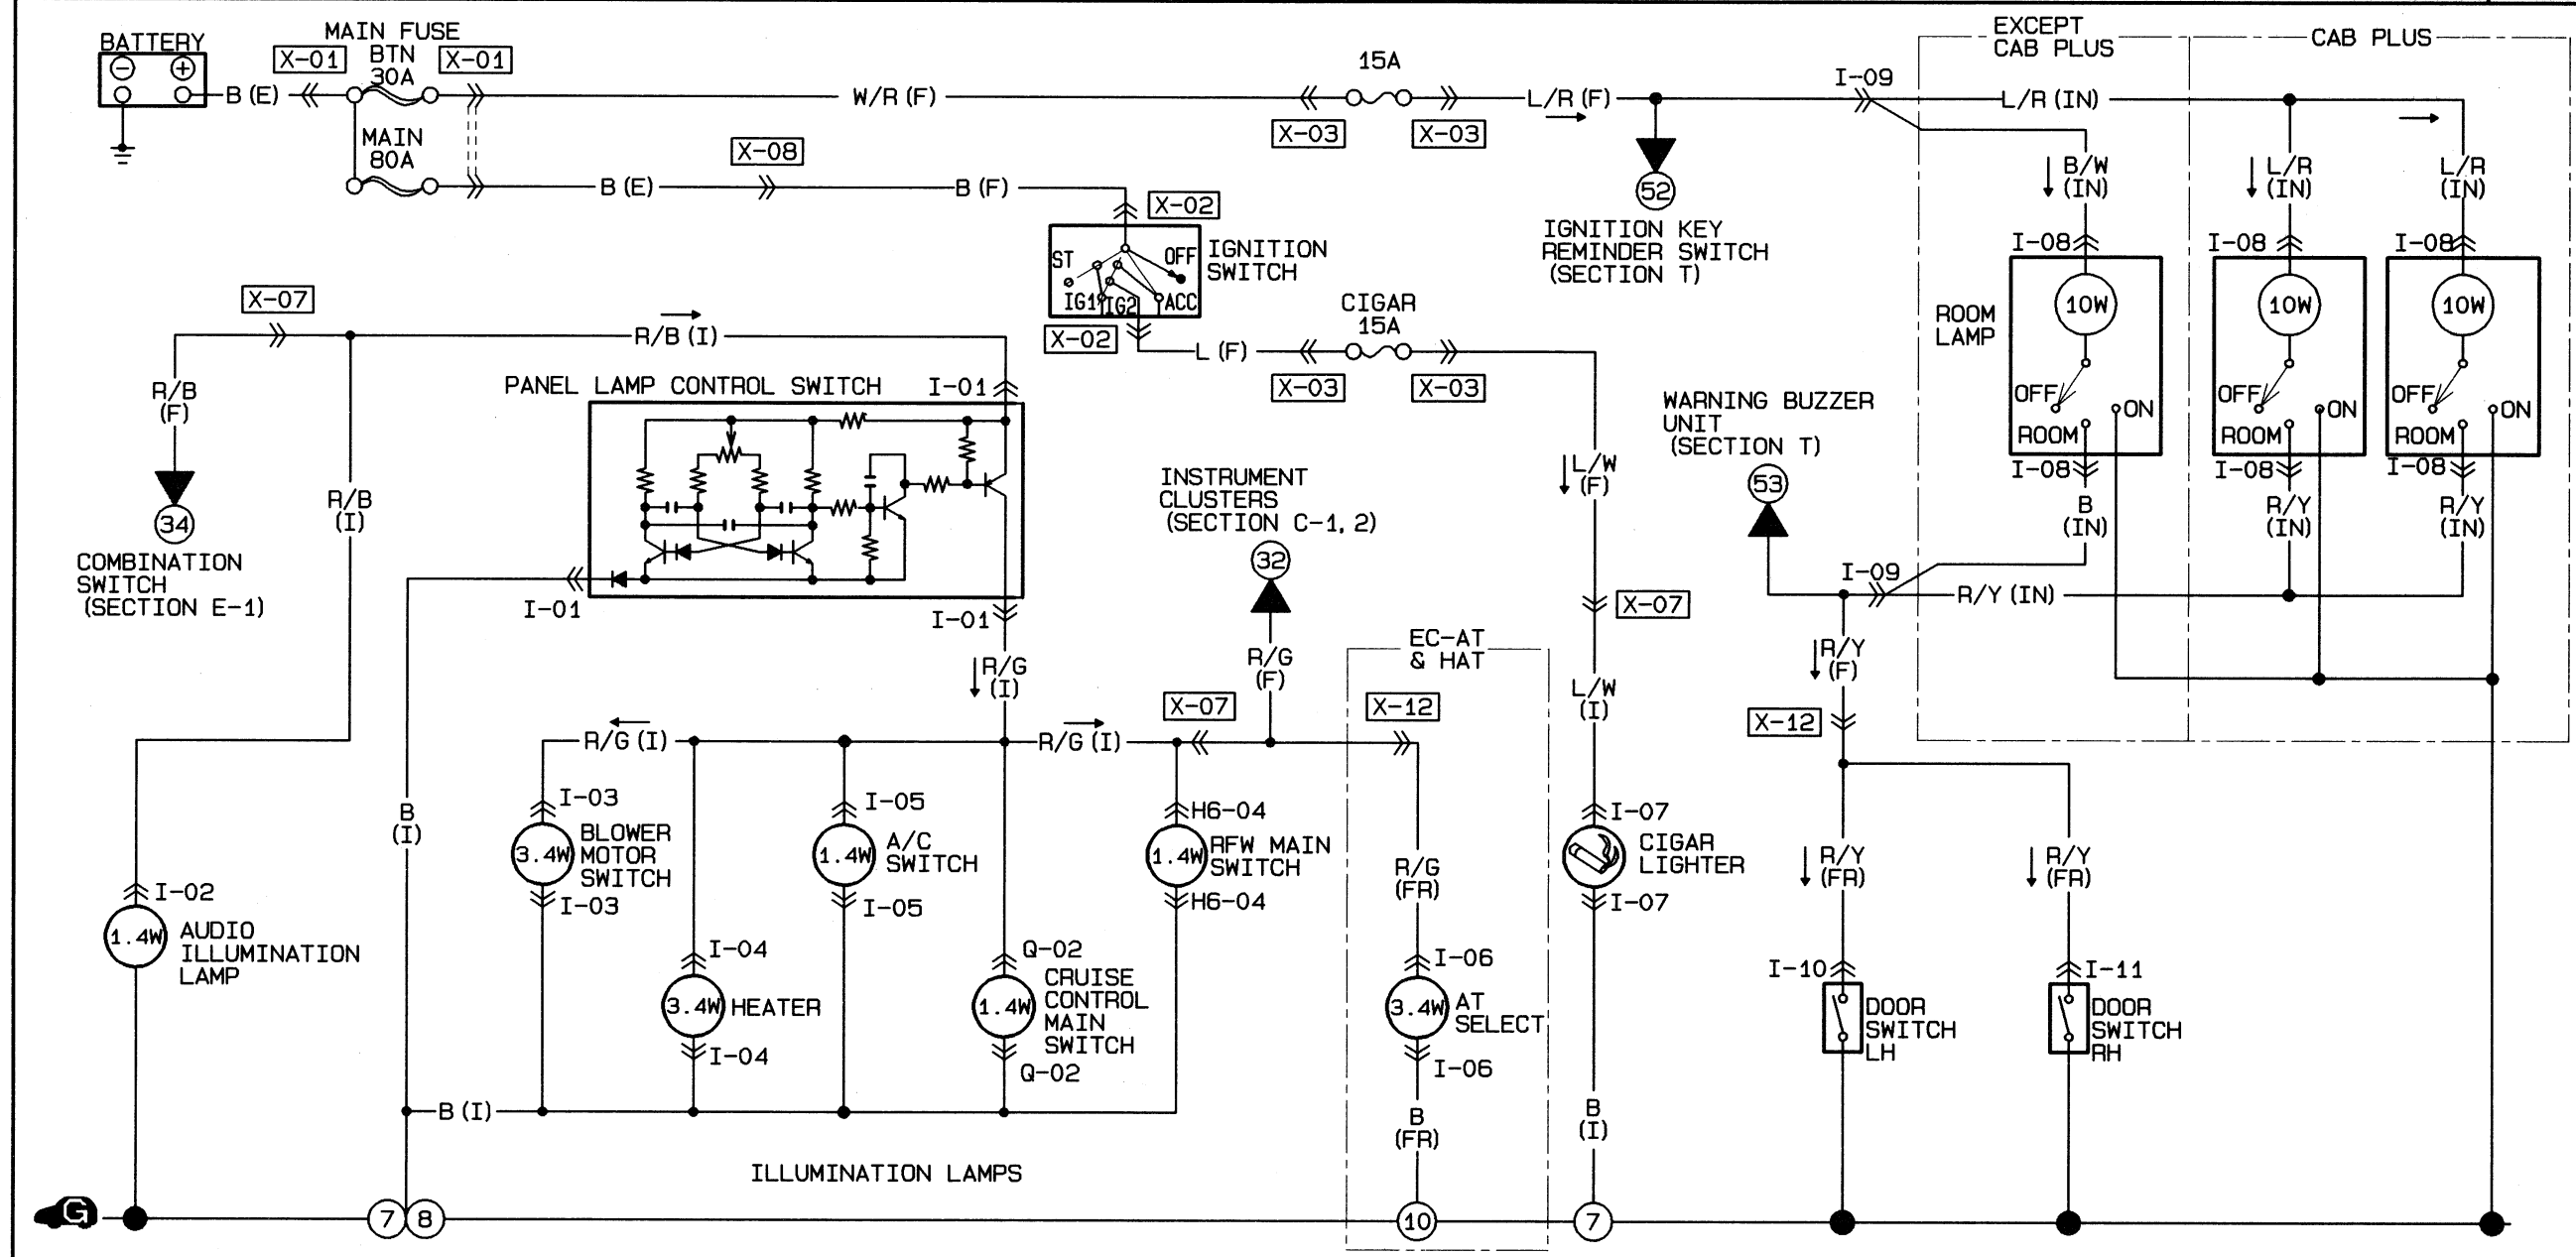 EXCEPT
CAB PLUS
CAB PLUS
BATTERY
MAIN FUSE
BTN
30A
X-01
X-01
B (E)
W/R (F)
15A
X-03
X-03
L/R (F)
I-09
L/R (IN)
MAIN
80A
X-08
B (E)
B (F)
X-02
52
IGNITION KEY
REMINDER SWITCH
(SECTION T)
B/W
(IN)
L/R
(IN)
L/R
(IN)
ST
OFF
IG1
IG2
ACC
IGNITION
SWITCH
X-02
I-08
I-08
I-08
ROOM
LAMP
10W
OFF
ON
ROOM
10W
OFF
ON
ROOM
10W
OFF
ON
ROOM
I-08
I-08
I-08
X-07
R/B (I)
L (F)
CIGAR
15A
X-03
X-03
R/B
(F)
34
COMBINATION
SWITCH
(SECTION E-1)
R/B
(I)
PANEL LAMP CONTROL SWITCH
I-01
I-01
I-01
INSTRUMENT
CLUSTERS
(SECTION C-1, 2)
32
R/G
(F)
L/W
(F)
WARNING BUZZER
UNIT
(SECTION T)
53
B
(IN)
R/Y
(IN)
R/Y
(IN)
I-09
R/Y (IN)
X-07
R/G
(I)
EC-AT
& HAT
L/W
(I)
R/Y
(F)
X-12
R/G (I)
R/G (I)
X-07
X-12
B
(I)
I-03
3.4W
BLOWER
MOTOR
SWITCH
I-03
I-05
1.4W
A/C
SWITCH
I-05
H6-04
1.4W
RFW MAIN
SWITCH
H6-04
R/G
(FR)
I-07
CIGAR
LIGHTER
I-07
R/Y
(FR)
R/Y
(FR)
I-02
1.4W
AUDIO
ILLUMINATION
LAMP
I-04
3.4W
HEATER
I-04
Q-02
1.4W
CRUISE
CONTROL
MAIN
SWITCH
Q-02
I-06
3.4W
AT
SELECT
I-06
I-10
DOOR
SWITCH
LH
I-11
DOOR
SWITCH
RH
B (I)
B
(FR)
B
(I)
ILLUMINATION LAMPS
G
7
8
10
7